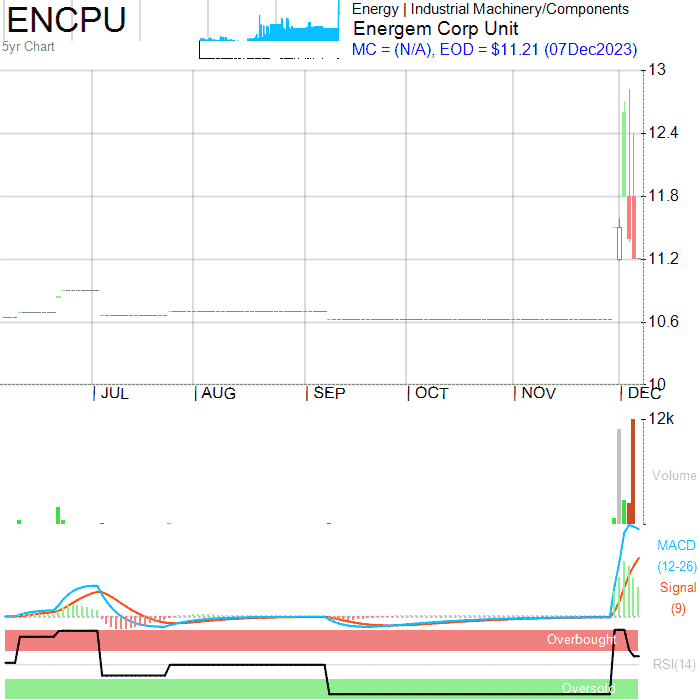 ENCPU
5yr Chart
Energy | Industrial Machinery/Components
Energem Corp Unit
MC = (N/A), EOD = $11.21 (07Dec2023)
13
12.4
11.8
11.2
10.6
10
JUL
AUG
SEP
OCT
NOV
DEC
12k
Volume
MACD
(12-26)
Signal
(9)
Overbought
RSI(14)
Oversold